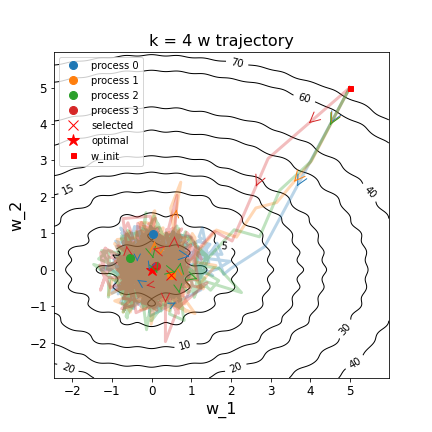 k = 4 w trajectory
process 0
process 1
process 2
process 3
selected
optimal
w_init
70
60
40
15
5
2
10
30
40
20
20
5
4
3
2
1
0
−1
−2
w_2
−2
−1
0
1
2
3
4
5
w_1